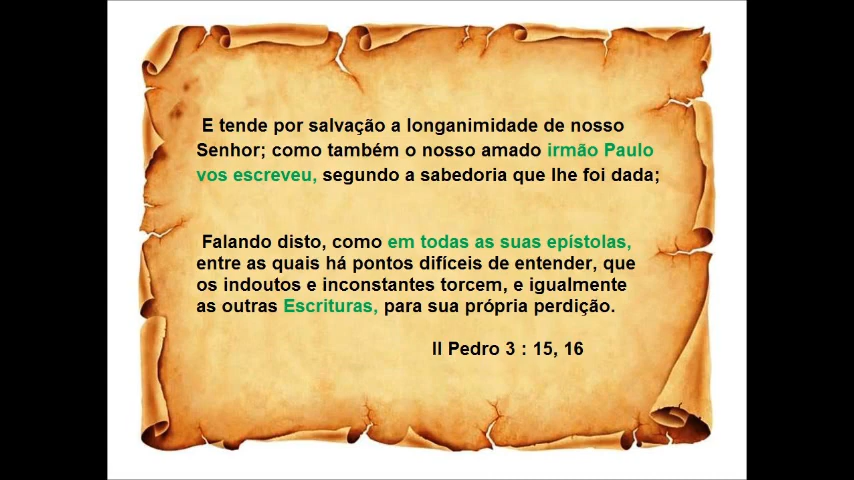 E tende por salvação a longanimidade de nosso
Senhor; como também o nosso amado irmão Paulo
vos escreveu, segundo a sabedoria que lhe foi dada;
Falando disto, como em todas as suas epístolas,
entre as quais há pontos difíceis de entender, que
os indoutos e inconstantes torcem, e igualmente
as outras Escrituras, para sua própria perdição.
II Pedro 3 : 15, 16